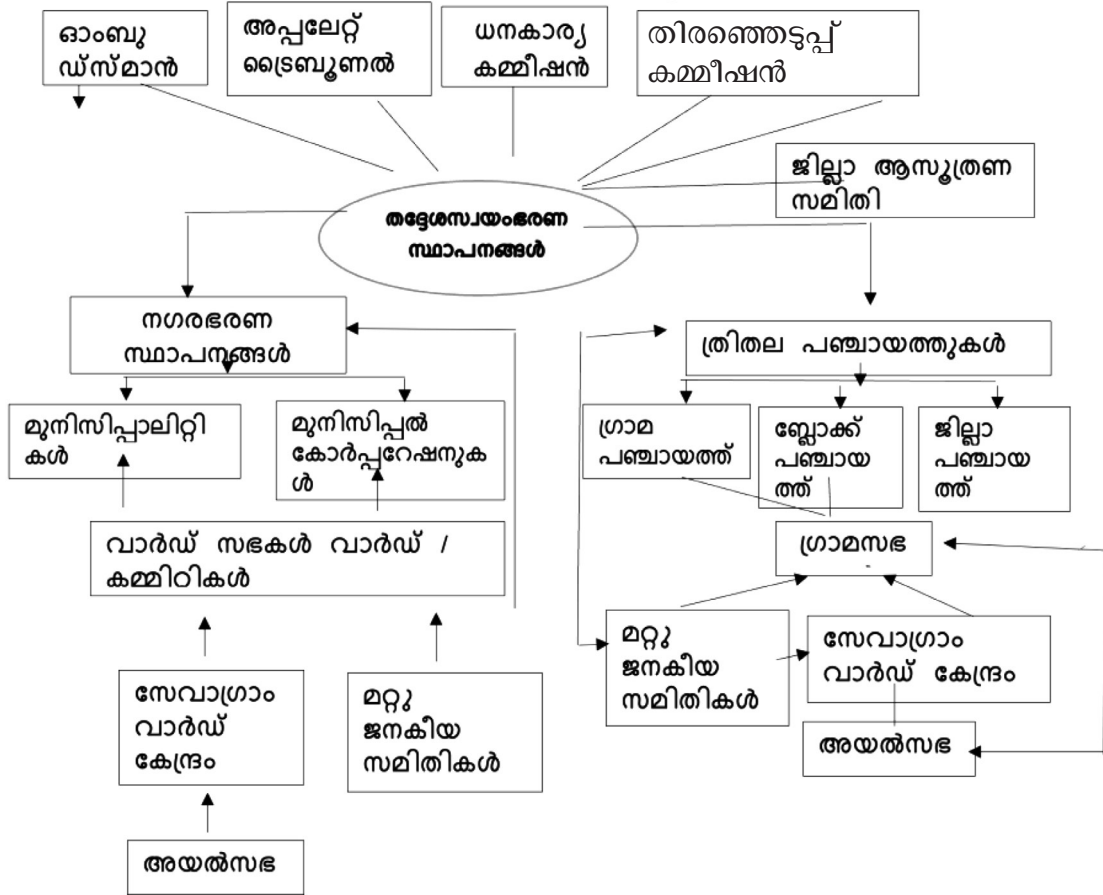 ഓംബു
ഡ്സ്മാൻ
അപ്പലേറ്റ്
ട്രൈബൂണൽ
ധനകാര്യ
കമ്മീഷൻ
തിരഞ്ഞെടുപ്പ്
കമ്മീഷൻ
ജില്ലാ ആസൂത്രണ
സമിതി
തദ്ദേശസ്വയംഭരണ
സ്ഥാപനങ്ങൾ
നഗരഭരണ
സ്ഥാപനങ്ങൾ
ത്രിതല പഞ്ചായത്തുകൾ
മുനിസിപ്പാലിറ്റി
കൾ
മുനിസിപ്പൽ
കോർപ്പറേഷനുക
ൾ
ഗ്രാമ
പഞ്ചായത്ത്
ബ്ലോക്ക്
പഞ്ചായ
ത്ത്
ജില്ലാ
പഞ്ചായ
ത്ത്
വാർഡ് സഭകൾ വാർഡ് /
കമ്മിറ്റികൾ
ഗ്രാമസഭ
സേവാഗ്രാം
വാർഡ്
കേന്ദ്രം
മറ്റു
ജനകീയ
സമിതികൾ
മറ്റു
ജനകീയ
സമിതികൾ
സേവാഗ്രാം
വാർഡ് കേന്ദ്രം
അയൽസഭ
അയൽസഭ